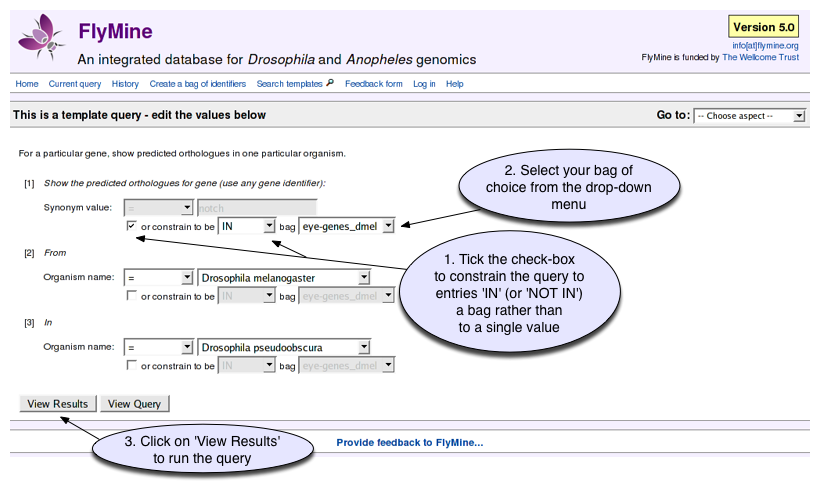 FlyMine
Version 5.0
An integrated database for Drosophila and Anopheles genomics
info[at]flymine.org
FlyMine is funded by The Wellcome Trust
Home Current query History Create a bag of identifiers Search templates Feedback form Log in Help
This is a template query - edit the values below
Go to: -- Choose aspect --
For a particular gene, show predicted orthologues in one particular organism.
[1] Show the predicted orthologues for gene (use any gene identifier):
Synonym value: = notch
or constrain to be IN bag eye-genes_dmel
2. Select your bag of
choice from the drop-down
menu
[2] From
Organism name: = Drosophila melanogaster
or constrain to be IN bag eye-genes_dmel
1. Tick the check-box
to constrain the query to
entries 'IN' (or 'NOT IN')
a bag rather than
to a single value
[3] In
Organism name: = Drosophila pseudoobscura
or constrain to be IN bag eye-genes_dmel
View Results View Query
3. Click on 'View Results'
to run the query
Provide feedback to FlyMine...